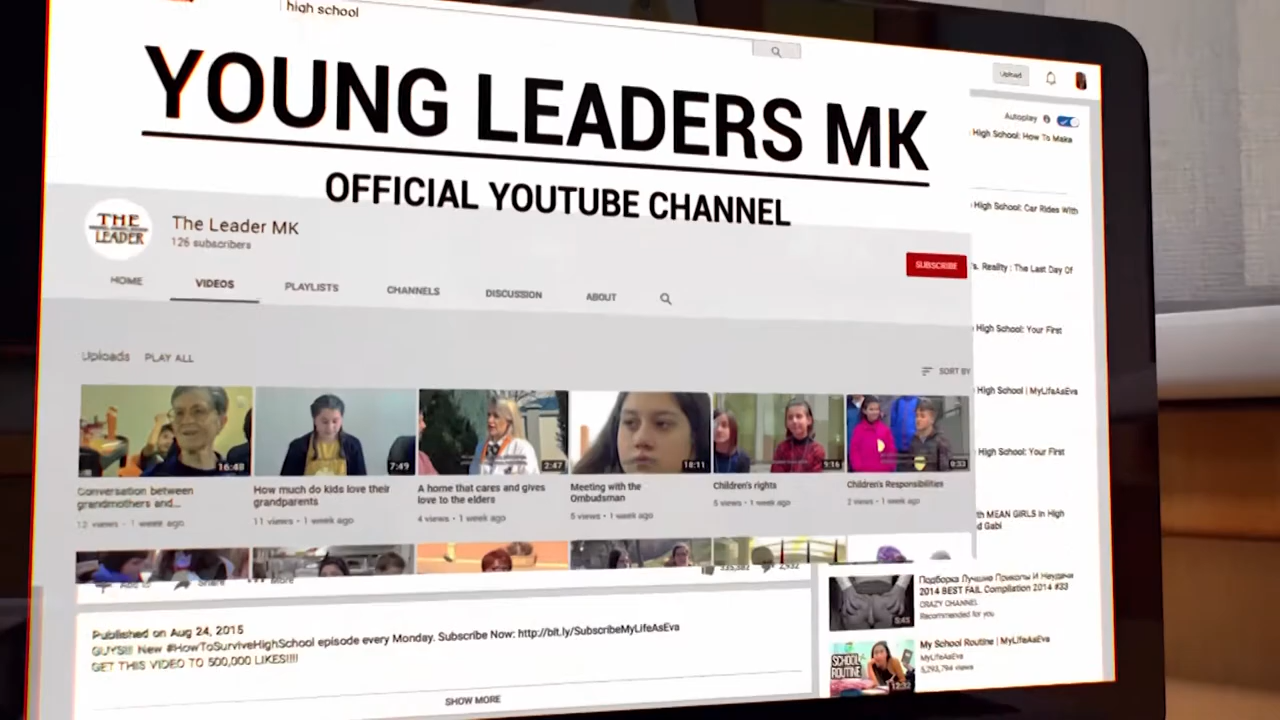 high school
YOUNG LEADERS MK
OFFICIAL YOUTUBE CHANNEL
Upload
Autoplay
High School: How To Make
High School: Car Rides With
s. Reality : The Last Day Of
High School: Your First
High School | MyLifeAsEva
High School: Your First
th MEAN GIRLS in High
d Gabi
THE
LEADER
The Leader MK
126 subscribers
SUBSCRIBE
HOME VIDEOS PLAYLISTS CHANNELS DISCUSSION ABOUT
Uploads PLAY ALL
SORT BY
16:48 7:49 2:47 18:11 9:16 0:33
Conversation between
grandmothers and...
12 views · 1 week ago
How much do kids love their
grandparents
11 views · 1 week ago
A home that cares and gives
love to the elders
4 views · 1 week ago
Meeting with the
Ombudsman
5 views · 1 week ago
Children's rights
5 views · 1 week ago
Children's Responsibilities
2 views · 1 week ago
Add to Share More
Published on Aug 24, 2015
GUYS!!! New #HowToSurviveHighSchool episode every Monday. Subscribe Now: http://bit.ly/SubscribeMyLifeAsEva
GET THIS VIDEO TO 500,000 LIKES!!!!
SHOW MORE
Подборка Лучшие Приколы И Неудачи
2014 BEST FAIL Compilation 2014 #33
CRAZY CHANNEL
Recommended for you
5:45
My School Routine | MyLifeAsEva
MyLifeAsEva
SCHOOL
ROUTINE
12:32